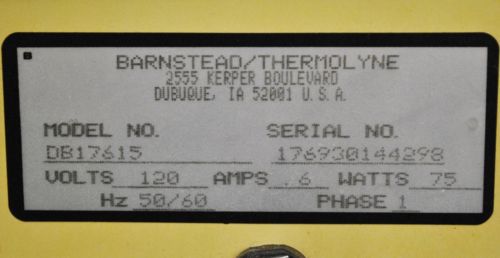 BARNSTEAD/THERMOLYNE
2555 KERPER BOULEVARD
DUBUQUE, IA 52001 U.S.A.
MODEL NO. SERIAL NO.
DB17615 176930144298
VOLTS 120 AMPS .6 WATTS 75
Hz 50/60 PHASE 1